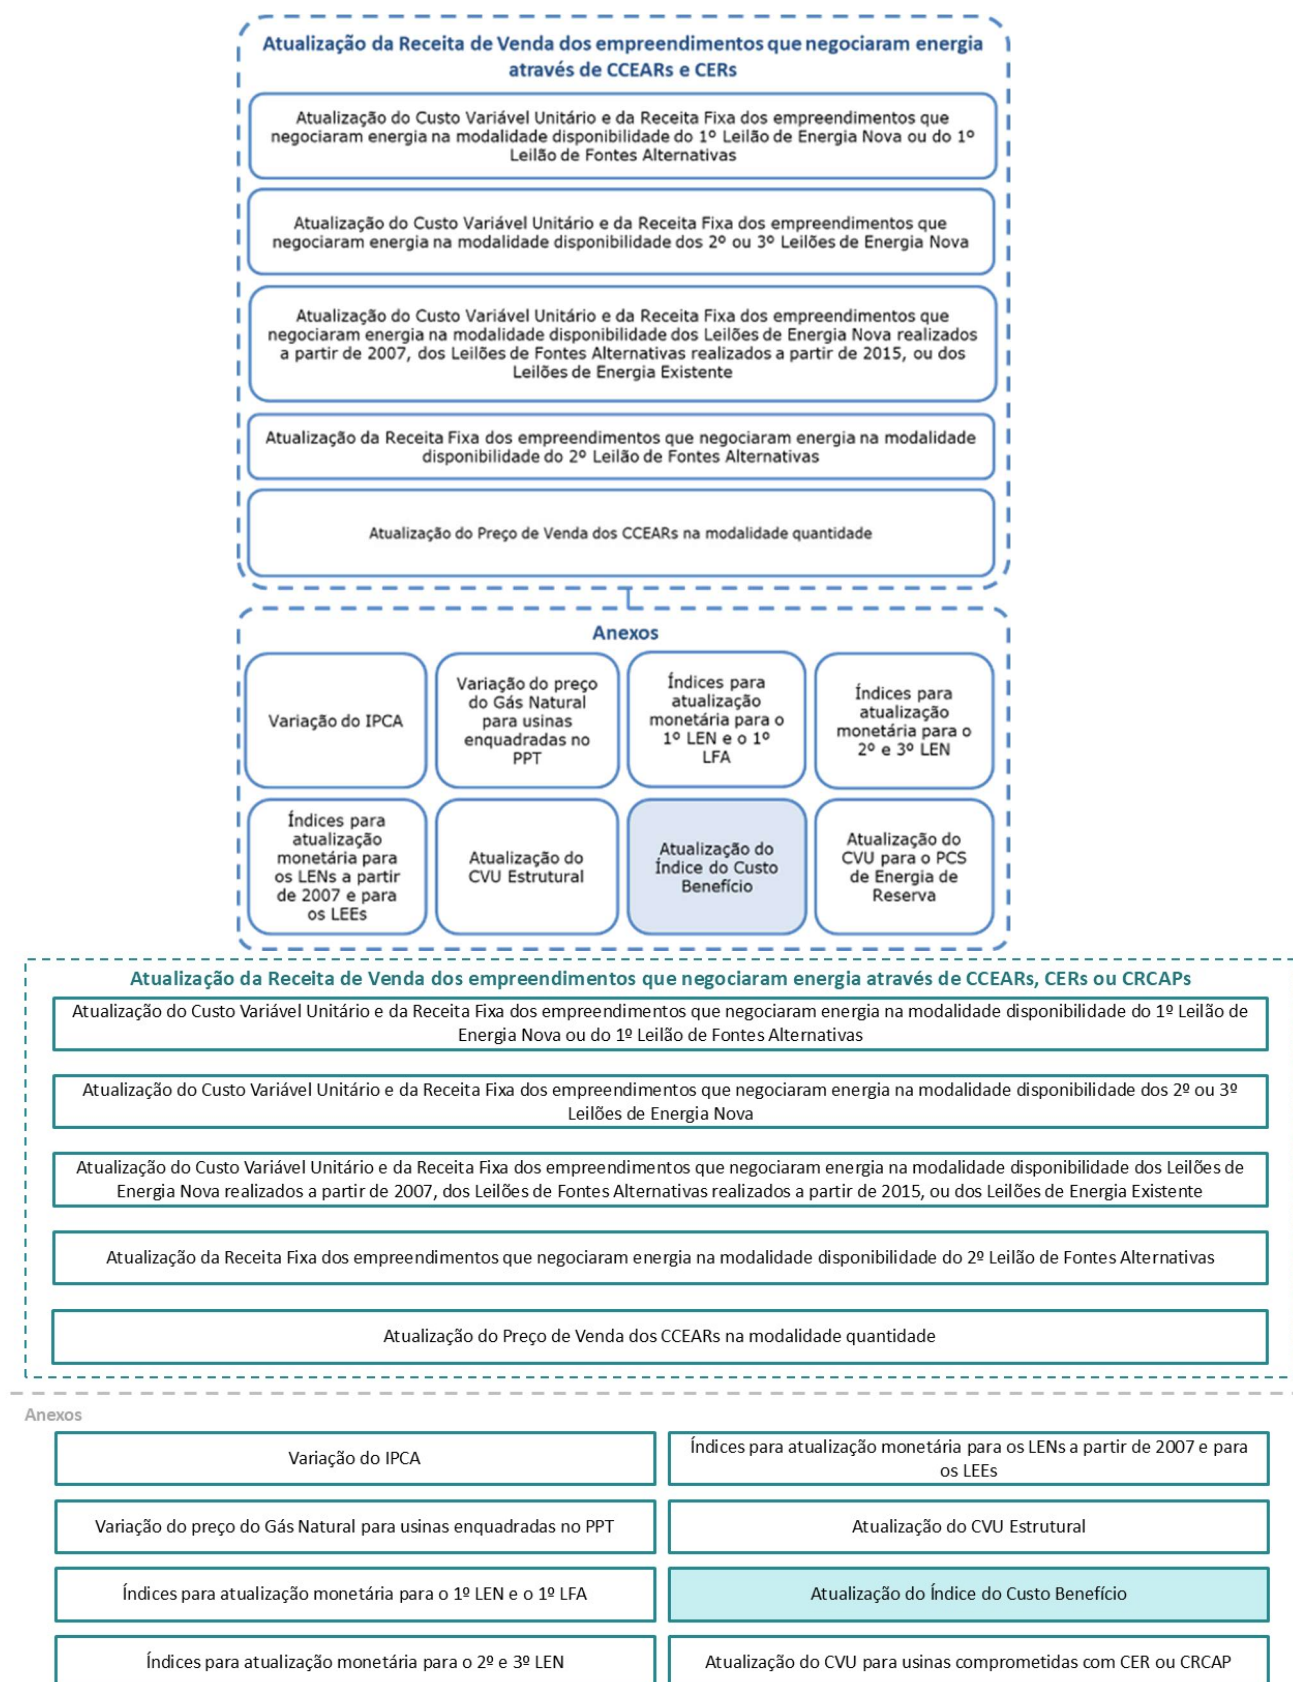 Atualização da Receita de Venda dos empreendimentos que negociaram energia
através de CCEARs e CERs
Atualização do Custo Variável Unitário e da Receita Fixa dos empreendimentos que
negociaram energia na modalidade disponibilidade do 1º Leilão de Energia Nova ou do 1º
Leilão de Fontes Alternativas
Atualização do Custo Variável Unitário e da Receita Fixa dos empreendimentos que
negociaram energia na modalidade disponibilidade dos 2º ou 3º Leilões de Energia Nova
Atualização do Custo Variável Unitário e da Receita Fixa dos empreendimentos que
negociaram energia na modalidade disponibilidade dos Leilões de Energia Nova realizados
a partir de 2007, dos Leilões de Fontes Alternativas realizados a partir de 2015, ou dos
Leilões de Energia Existente
Atualização da Receita Fixa dos empreendimentos que negociaram energia na modalidade
disponibilidade do 2º Leilão de Fontes Alternativas
Atualização do Preço de Venda dos CCEARs na modalidade quantidade
Anexos
Variação do IPCA
Variação do preço
do Gás Natural
para usinas
enquadradas no
PPT
Índices para
atualização
monetária para o
1º LEN e o 1º
LFA
Índices para
atualização
monetária para o
2º e 3º LEN
Índices para
atualização
monetária para
os LENs a partir
de 2007 e para
os LEEs
Atualização do
CVU Estrutural
Atualização do
Índice do Custo
Benefício
Atualização do
CVU para o PCS
de Energia de
Reserva
Atualização da Receita de Venda dos empreendimentos que negociaram energia através de CCEARs, CERs ou CRCAPs
Atualização do Custo Variável Unitário e da Receita Fixa dos empreendimentos que negociaram energia na modalidade disponibilidade do 1º Leilão de
Energia Nova ou do 1º Leilão de Fontes Alternativas
Atualização do Custo Variável Unitário e da Receita Fixa dos empreendimentos que negociaram energia na modalidade disponibilidade dos 2º ou 3º
Leilões de Energia Nova
Atualização do Custo Variável Unitário e da Receita Fixa dos empreendimentos que negociaram energia na modalidade disponibilidade dos Leilões de
Energia Nova realizados a partir de 2007, dos Leilões de Fontes Alternativas realizados a partir de 2015, ou dos Leilões de Energia Existente
Atualização da Receita Fixa dos empreendimentos que negociaram energia na modalidade disponibilidade do 2º Leilão de Fontes Alternativas
Atualização do Preço de Venda dos CCEARs na modalidade quantidade
Anexos
Variação do IPCA
Índices para atualização monetária para os LENs a partir de 2007 e para
os LEEs
Variação do preço do Gás Natural para usinas enquadradas no PPT
Atualização do CVU Estrutural
Índices para atualização monetária para o 1º LEN e o 1º LFA
Atualização do Índice do Custo Benefício
Índices para atualização monetária para o 2º e 3º LEN
Atualização do CVU para usinas comprometidas com CER ou CRCAP